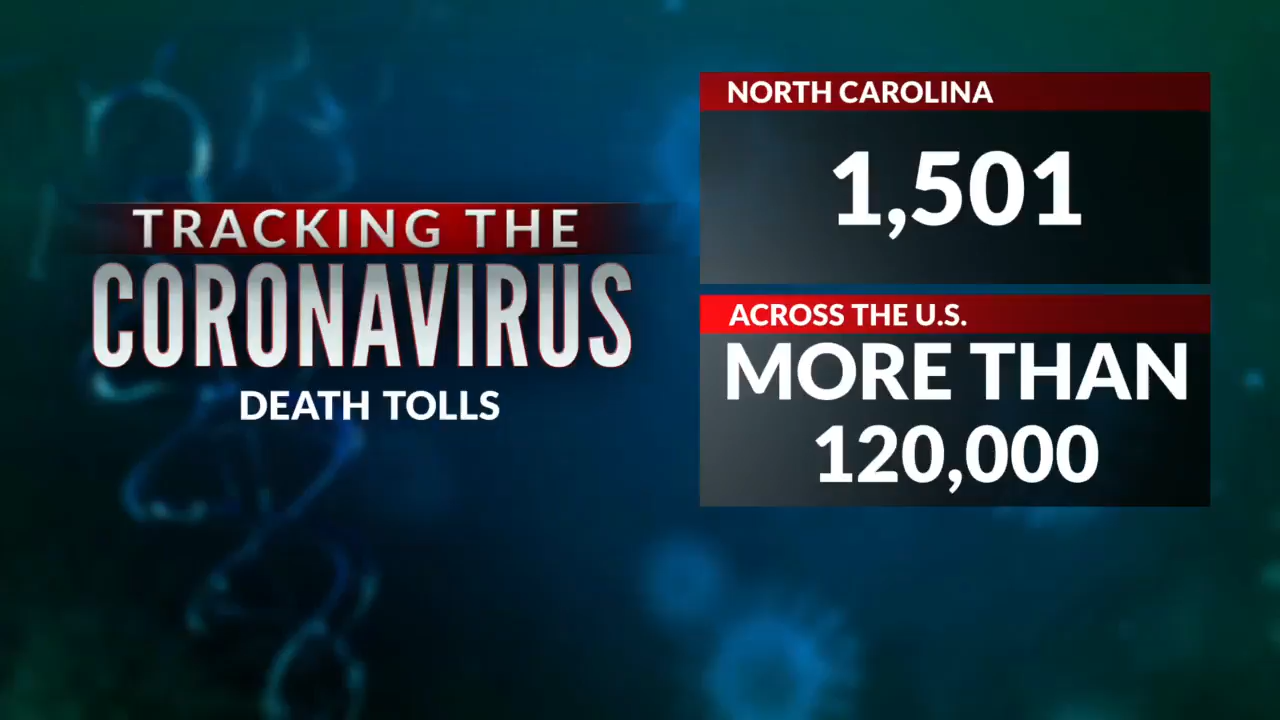 TRACKING THE
CORONAVIRUS
DEATH TOLLS
NORTH CAROLINA
1,501
ACROSS THE U.S.
MORE THAN
120,000